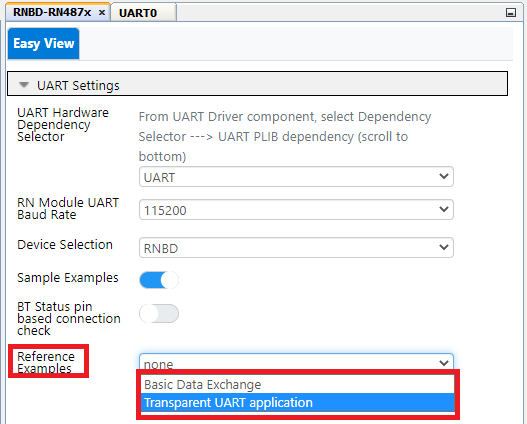 RNBD-RN487x × UART0
Easy View
UART Settings
UART Hardware
Dependency
Selector
From UART Driver component, select Dependency
Selector ---> UART PLIB dependency (scroll to
bottom)
UART
RN Module UART
Baud Rate
115200
Device Selection
RNBD
Sample Examples
BT Status pin
based connection
check
Reference
Examples
none
Basic Data Exchange
Transparent UART application